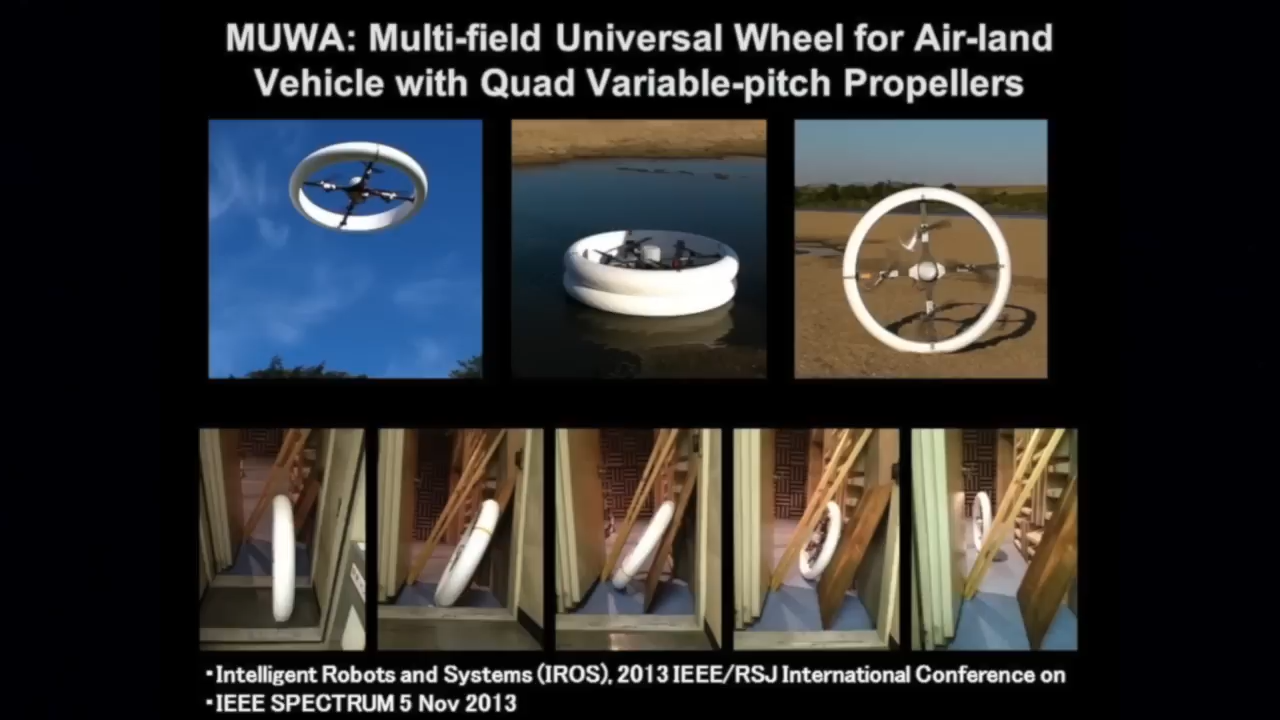 MUWA: Multi-field Universal Wheel for Air-land
Vehicle with Quad Variable-pitch Propellers
・Intelligent Robots and Systems (IROS), 2013 IEEE/RSJ International Conference on
・IEEE SPECTRUM 5 Nov 2013